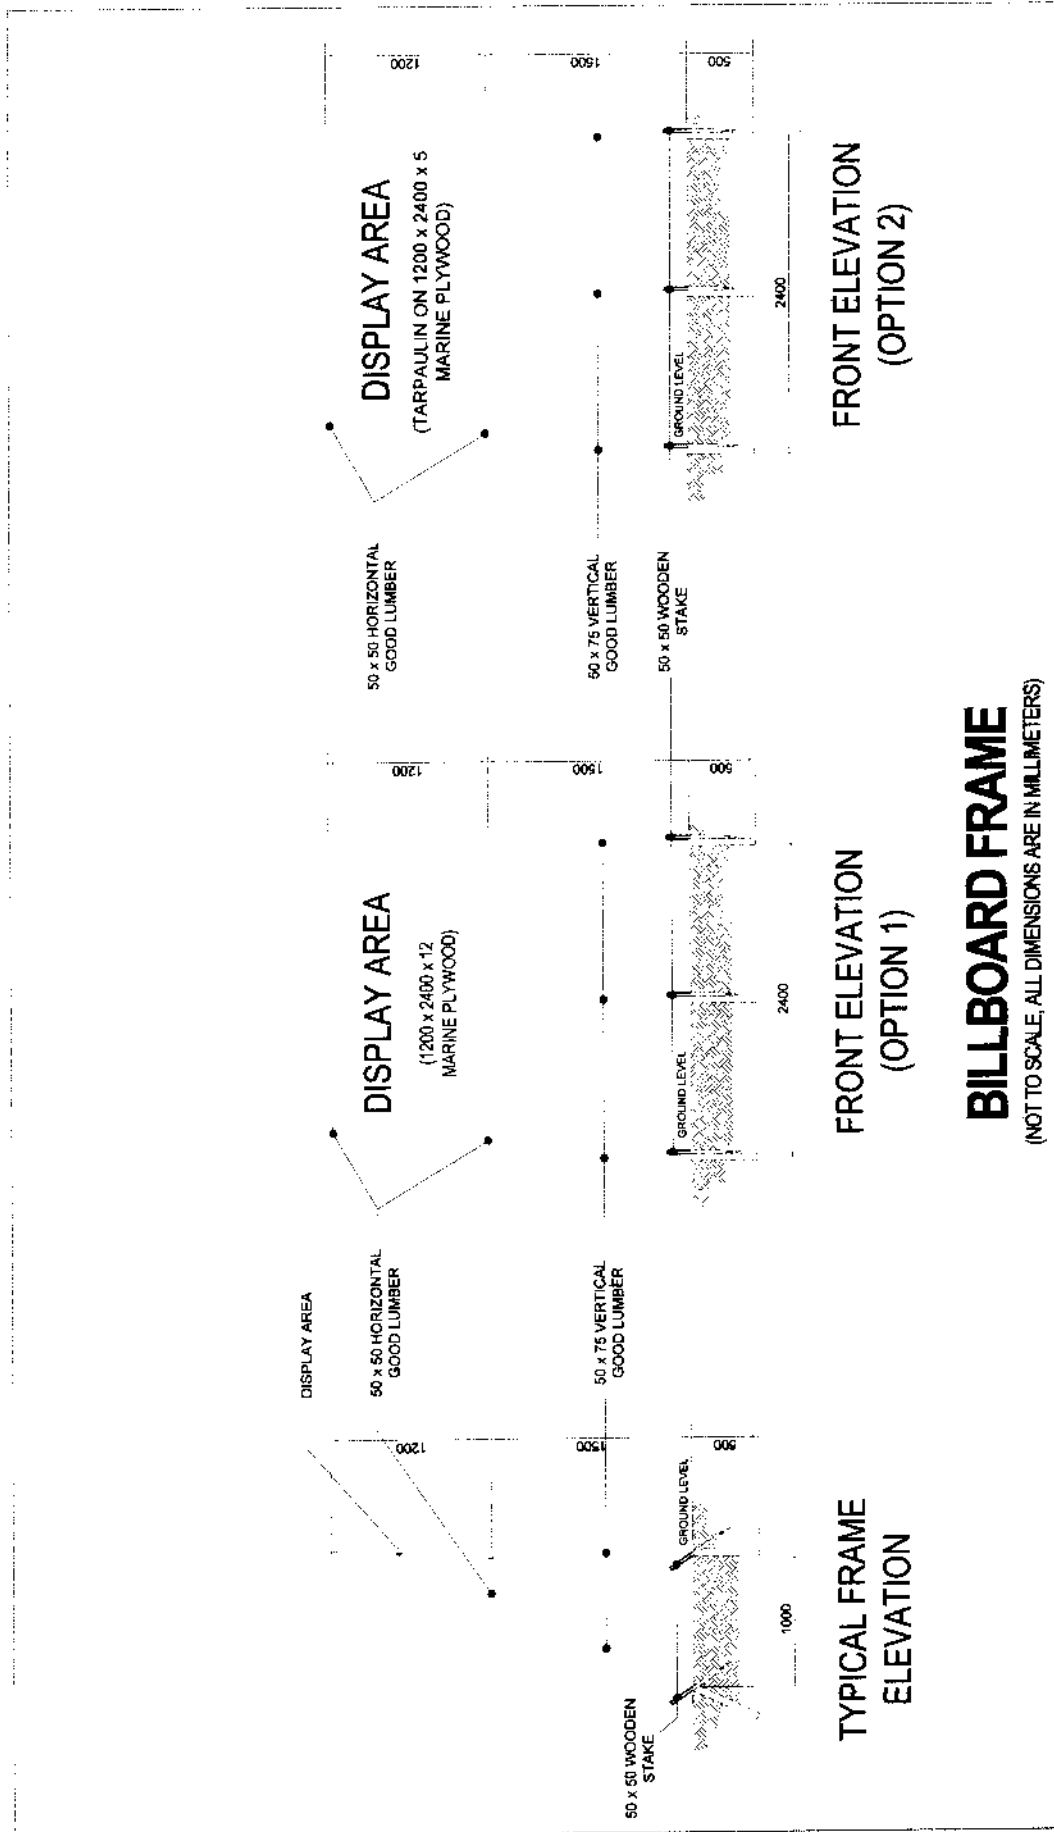 DISPLAY AREA
50 x 50 HORIZONTAL
GOOD LUMBER
1200
50 x 75 VERTICAL
GOOD LUMBER
1500
50 x 50 WOODEN
STAKE
GROUND LEVEL
500
1000
TYPICAL FRAME
ELEVATION
DISPLAY AREA
(1200 x 2400 x 12
MARINE PLYWOOD)
1200
1500
50 x 50 WOODEN
STAKE
GROUND LEVEL
500
2400
FRONT ELEVATION
(OPTION 1)
50 x 50 HORIZONTAL
GOOD LUMBER
DISPLAY AREA
(TARPAULIN ON 1200 x 2400 x 5
MARINE PLYWOOD)
1200
50 x 75 VERTICAL
GOOD LUMBER
1500
GROUND LEVEL
500
2400
FRONT ELEVATION
(OPTION 2)
BILLBOARD FRAME
(NOT TO SCALE, ALL DIMENSIONS ARE IN MILLIMETERS)